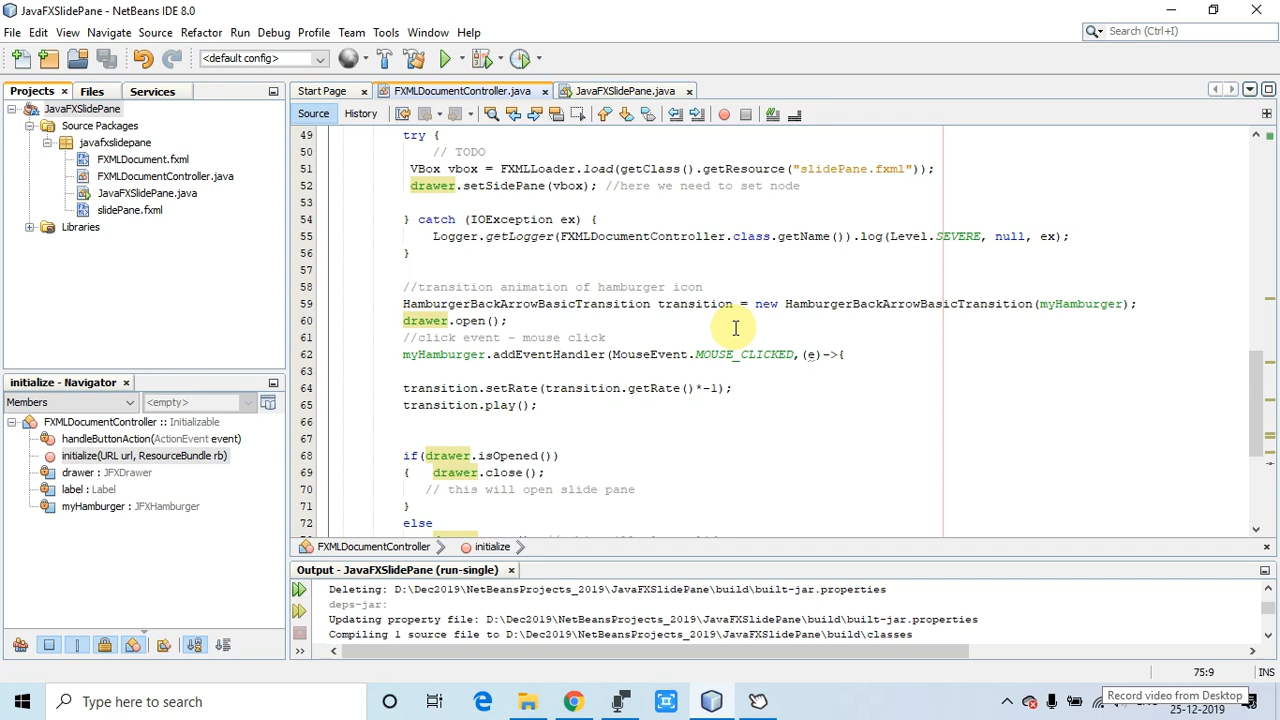 JavaFXSlidePane - NetBeans IDE 8.0
File Edit View Navigate Source Refactor Run Debug Profile Team Tools Window Help
Search (Ctrl+I)
<default config>
Projects Files Services
Start Page FXMLDocumentController.java JavaFXSlidePane.java
Source History
JavaFXSlidePane
Source Packages
javafxslidepane
FXMLDocument.fxml
FXMLDocumentController.java
JavaFXSlidePane.java
slidePane.fxml
Libraries
49 try {
50 // TODO
51 VBox vbox = FXMLLoader.load(getClass().getResource("slidePane.fxml"));
52 drawer.setSidePane(vbox); //here we need to set node
53
54 } catch (IOException ex) {
55 Logger.getLogger(FXMLDocumentController.class.getName()).log(Level.SEVERE, null, ex);
56 }
57
58 //transition animation of hamburger icon
59 HamburgerBackArrowBasicTransition transition = new HamburgerBackArrowBasicTransition(myHamburger);
60 drawer.open();
61 //click event - mouse click
62 myHamburger.addEventHandler(MouseEvent.MOUSE_CLICKED,(e)->{
63
64 transition.setRate(transition.getRate()*-1);
65 transition.play();
66
67
68 if(drawer.isOpened())
69 { drawer.close();
70 // this will open slide pane
71 }
72 else
initialize - Navigator
Members <empty>
FXMLDocumentController :: Initializable
handleButtonAction(ActionEvent event)
initialize(URL url, ResourceBundle rb)
drawer : JFXDrawer
label : Label
myHamburger : JFXHamburger
FXMLDocumentController initialize
Output - JavaFXSlidePane (run-single)
Deleting: D:\Dec2019\NetBeansProjects_2019\JavaFXSlidePane\build\built-jar.properties
deps-jar:
Updating property file: D:\Dec2019\NetBeansProjects_2019\JavaFXSlidePane\build\built-jar.properties
Compiling 1 source file to D:\Dec2019\NetBeansProjects_2019\JavaFXSlidePane\build\classes
75:9 INS
Record video from Desktop
Type here to search
25-12-2019